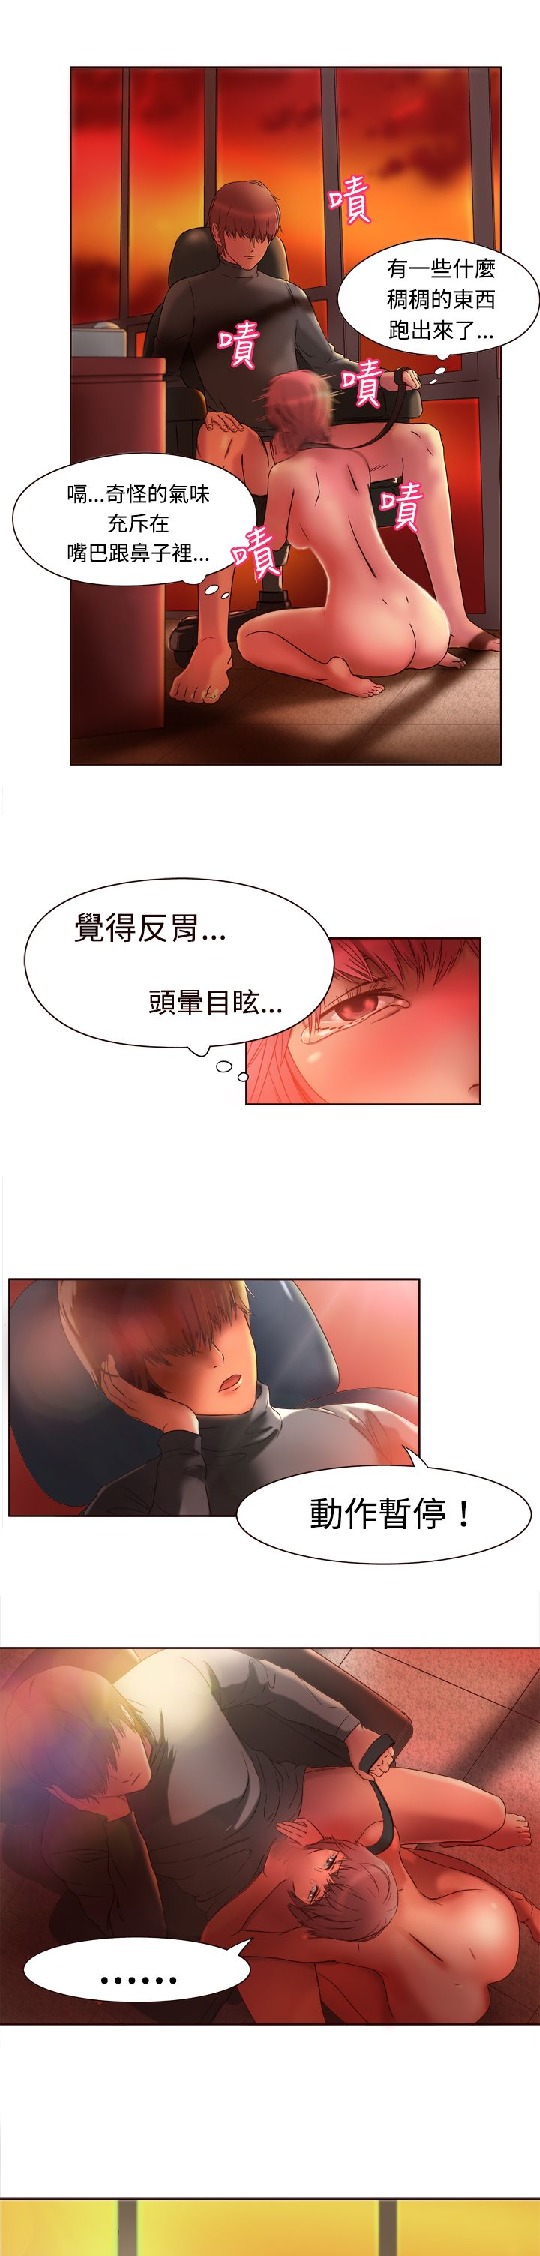 嘖
有一些什麼
稠稠的東西
跑出來了...
嘖
嘖
嗝...奇怪的氣味
充斥在
嘴巴跟鼻子裡...
嘖
嘖
覺得反胃...
頭暈目眩...
動作暫停！
......